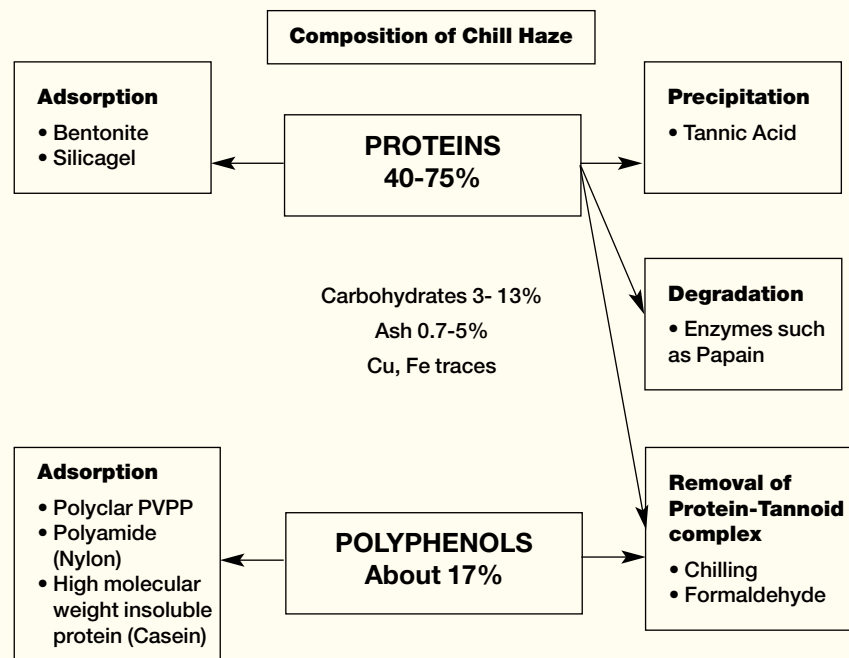 Composition of Chill Haze
Adsorption
• Bentonite
• Silicagel
PROTEINS
40-75%
Precipitation
• Tannic Acid
Carbohydrates 3- 13%
Ash 0.7-5%
Cu, Fe traces
Degradation
• Enzymes such
as Papain
Adsorption
• Polyclar PVPP
• Polyamide
(Nylon)
• High molecular
weight insoluble
protein (Casein)
POLYPHENOLS
About 17%
Removal of
Protein-Tannoid
complex
• Chilling
• Formaldehyde